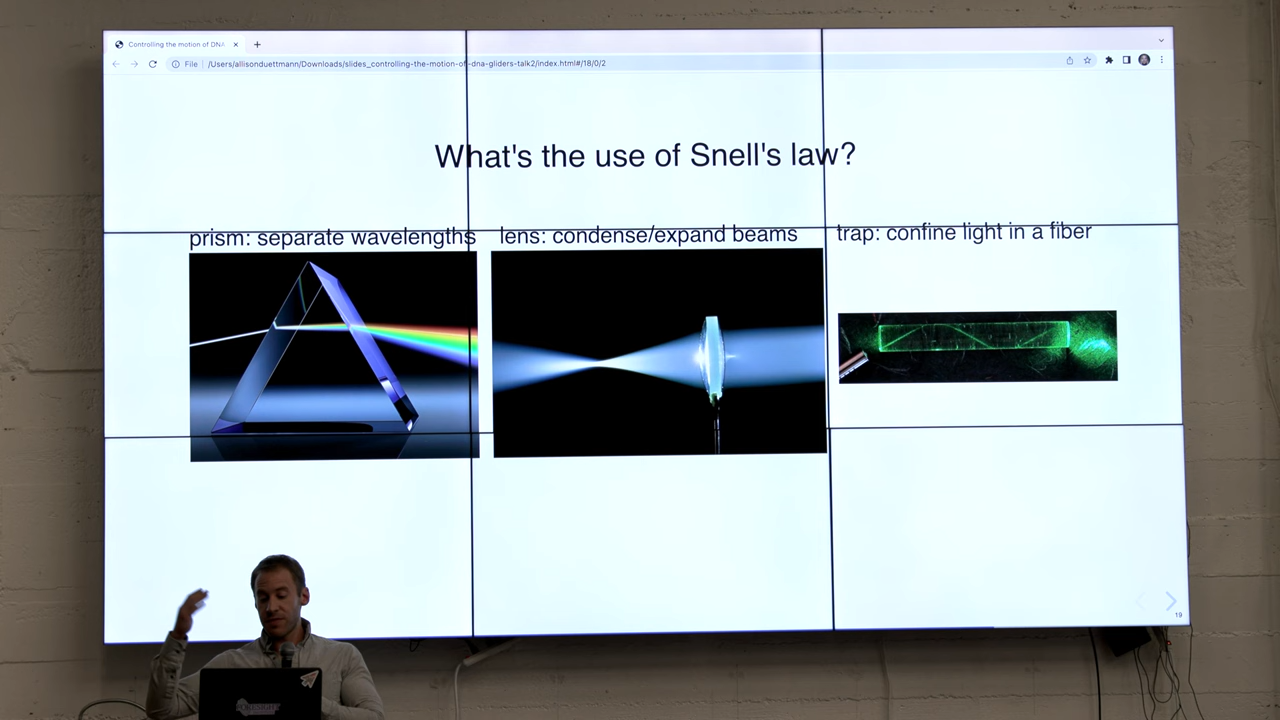 Controlling the motion of DNA
File
/Users/allisonduettmann/Downloads/slides_controlling-the-motion-of-dna-gliders-talk2/index.html#/18/0/2
What's the use of Snell's law?
prism: separate wavelengths
lens: condense/expand beams
trap: confine light in a fiber
19
FORESIGHT